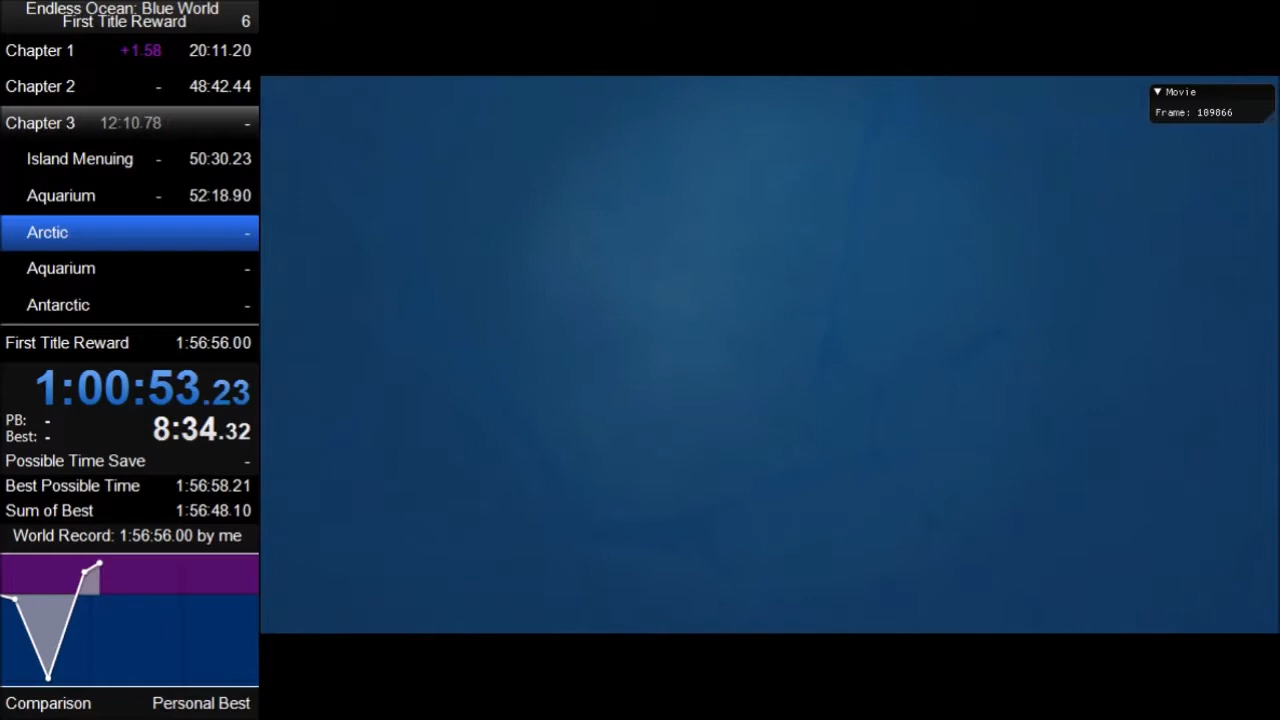 Endless Ocean: Blue World
First Title Reward 6
Chapter 1 +1.58 20:11.20
Chapter 2 - 48:42.44
Chapter 3 12:10.78 -
Island Menuing - 50:30.23
Aquarium - 52:18.90
Arctic -
Aquarium -
Antarctic -
First Title Reward 1:56:56.00
1:00:53.23
PB: -
Best: -
8:34.32
Possible Time Save -
Best Possible Time 1:56:58.21
Sum of Best 1:56:48.10
World Record: 1:56:56.00 by me
Comparison Personal Best
▼ Movie
Frame: 189866